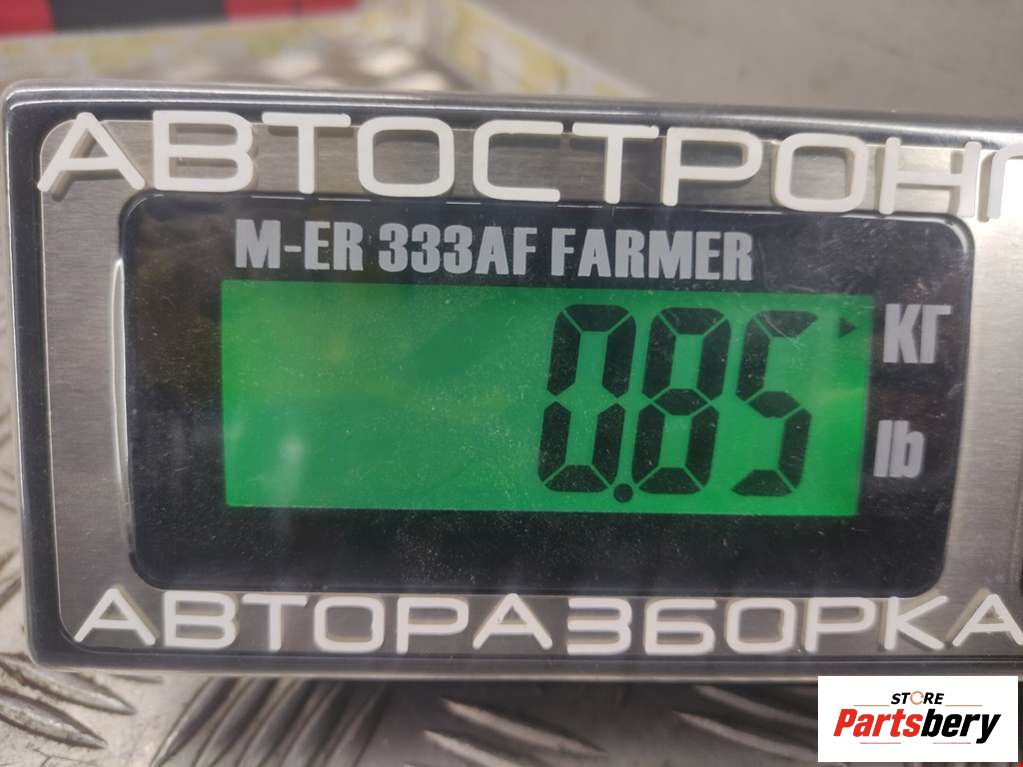 АВТОСТРОНГ
M-ER 333AF FARMER
0.85
КГ
lb
АВТОРАЗБОРКА
STORE
Partsbery